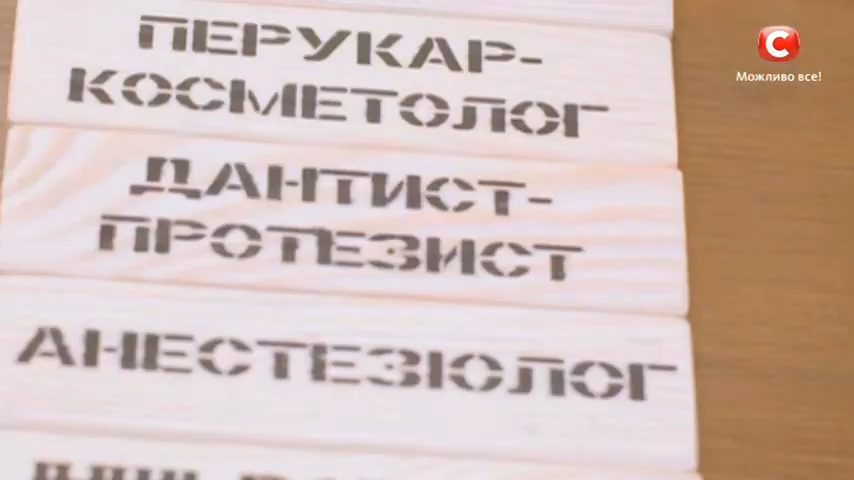 ПЕРУКАР-
КОСМЕТОЛОГ
ДАНТИСТ-
ПРОТЕЗИСТ
АНЕСТЕЗІОЛОГ
С
Можливо все!